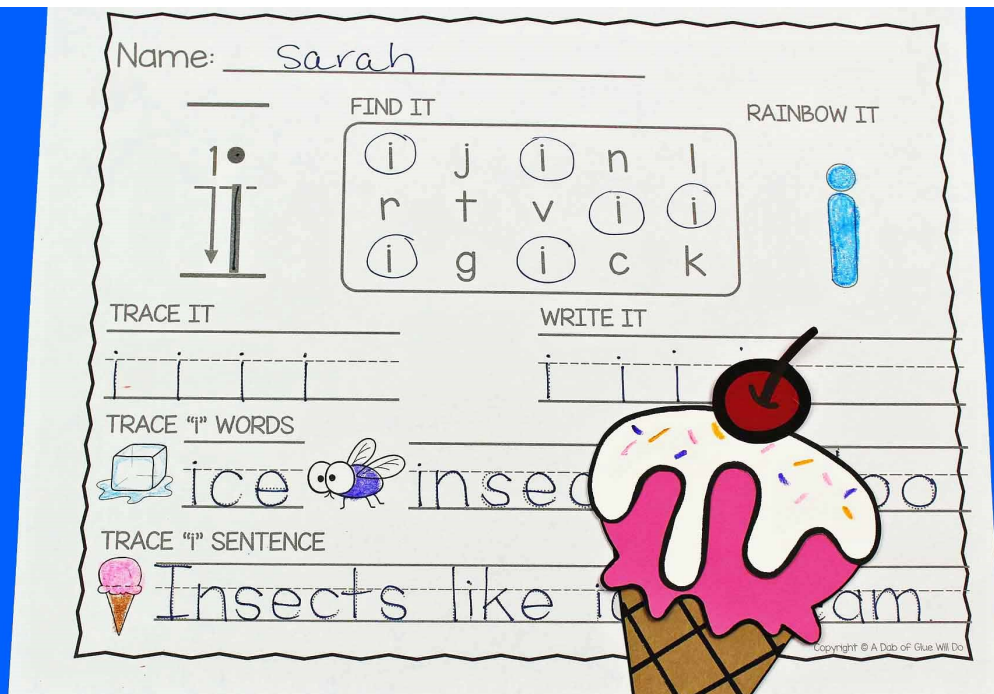 Name: Sarah
FIND IT
RAINBOW IT
1
i
i j i n l
r t v i i
i g i c k
i
TRACE IT
WRITE IT
i i i i
i i i
TRACE "i" WORDS
ice
TRACE "i" SENTENCE
Insects like
Copyright © A Dab of Glue Will Do